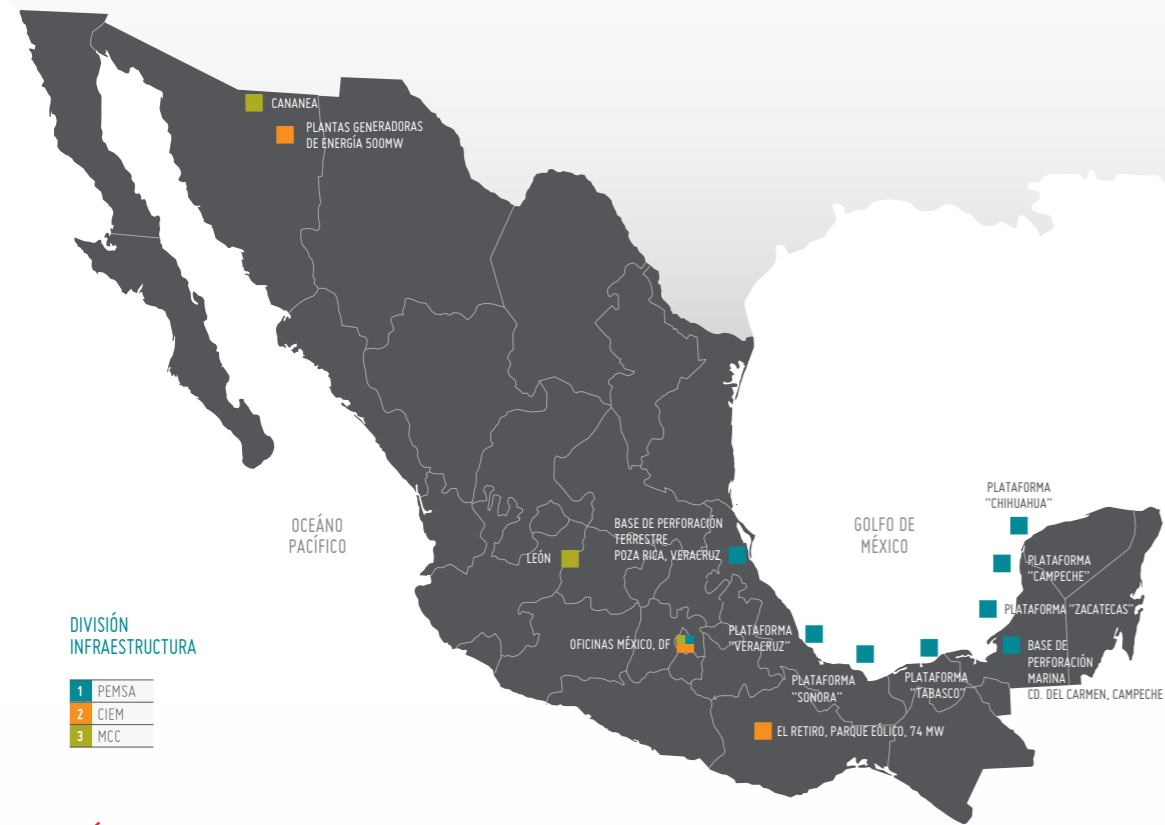 CANANEA
PLANTAS GENERADORAS
DE ENERGÍA 500MW
PLATAFORMA
"CHIHUAHUA"
OCEÁNO
PACÍFICO
BASE DE PERFORACIÓN
TERRESTRE
POZA RICA, VERACRUZ
GOLFO DE
MÉXICO
LEÓN
PLATAFORMA
"CAMPECHE"
PLATAFORMA "ZACATECAS"
DIVISIÓN
INFRAESTRUCTURA
OFICINAS MÉXICO, DF
PLATAFORMA
"VERACRUZ"
BASE DE
PERFORACIÓN
MARINA
CD. DEL CARMEN, CAMPECHE
PLATAFORMA
"SONORA"
PLATAFORMA
"TABASCO"
1 PEMSA
2 CIEM
3 MCC
EL RETIRO, PARQUE EÓLICO, 74 MW